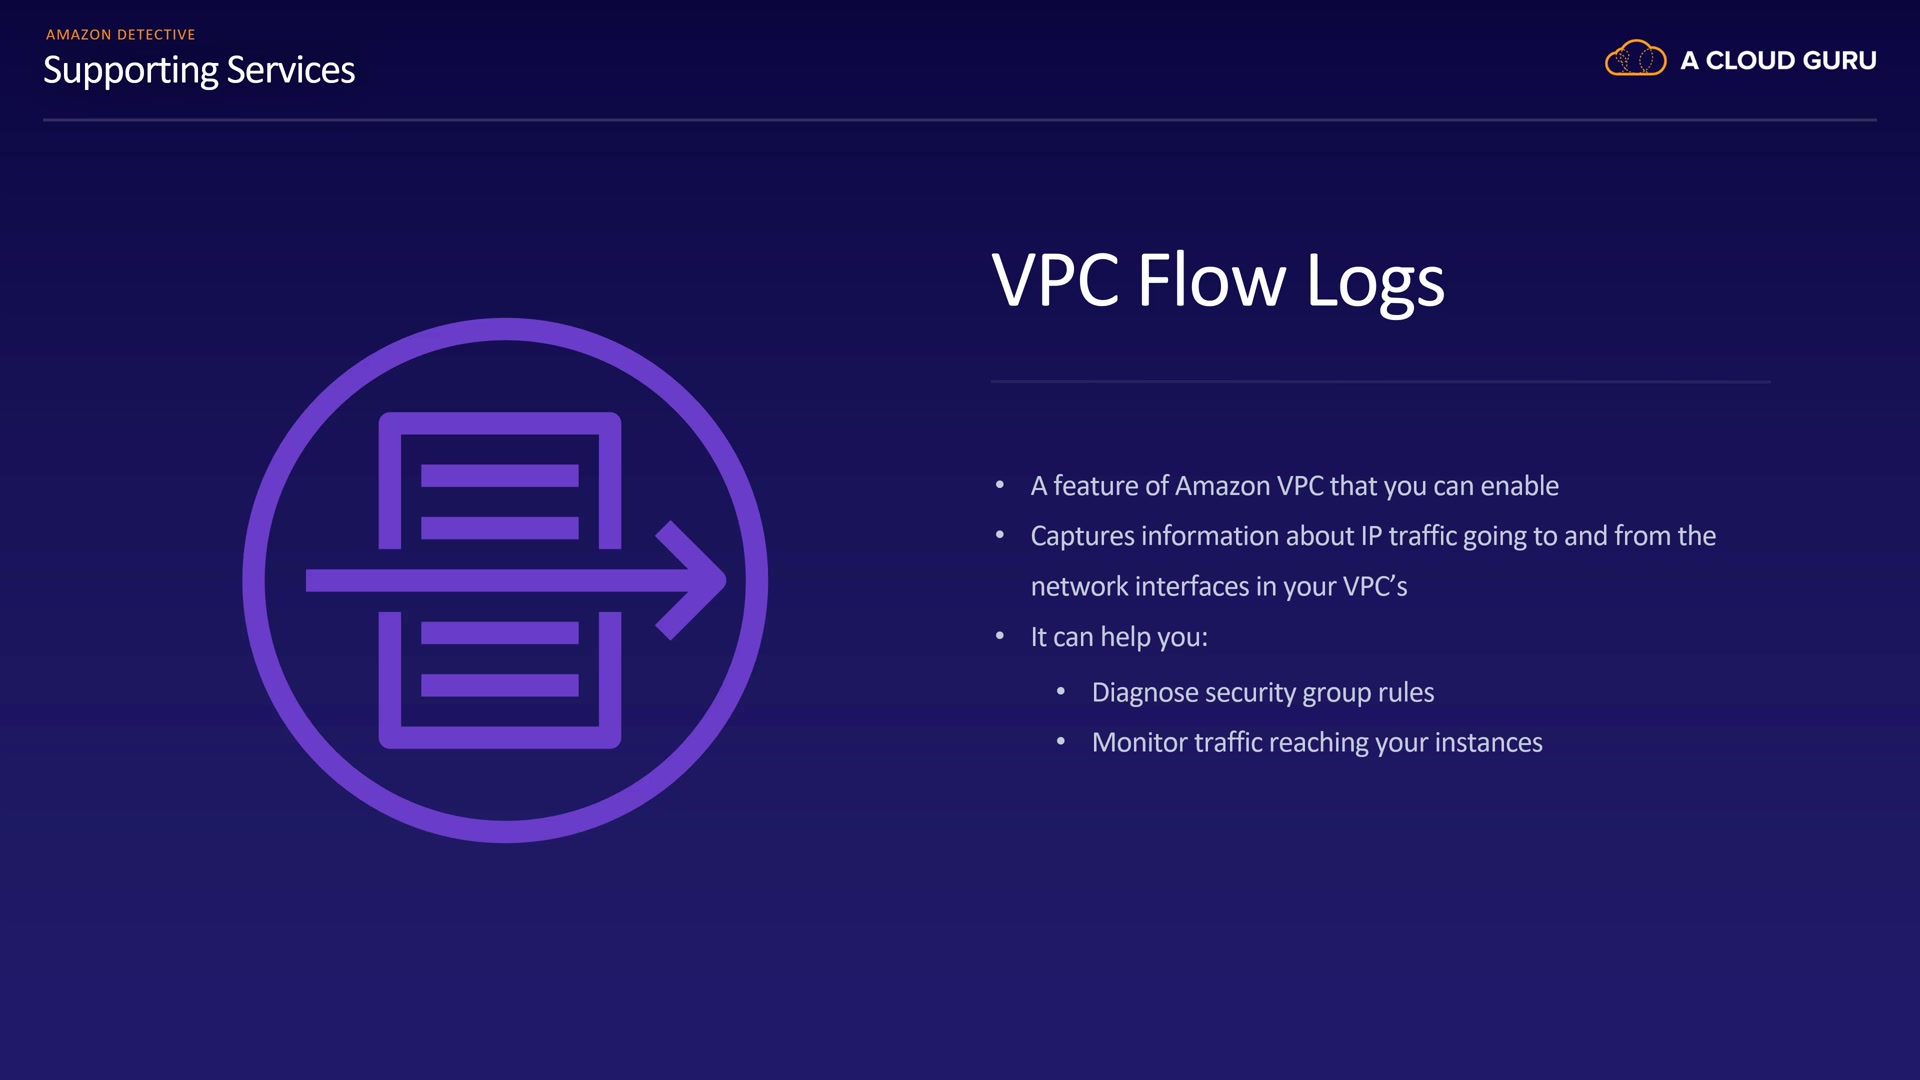 AMAZON DETECTIVE
Supporting Services
A CLOUD GURU
VPC Flow Logs
• A feature of Amazon VPC that you can enable
• Captures information about IP traffic going to and from the
network interfaces in your VPC’s
• It can help you:
• Diagnose security group rules
• Monitor traffic reaching your instances